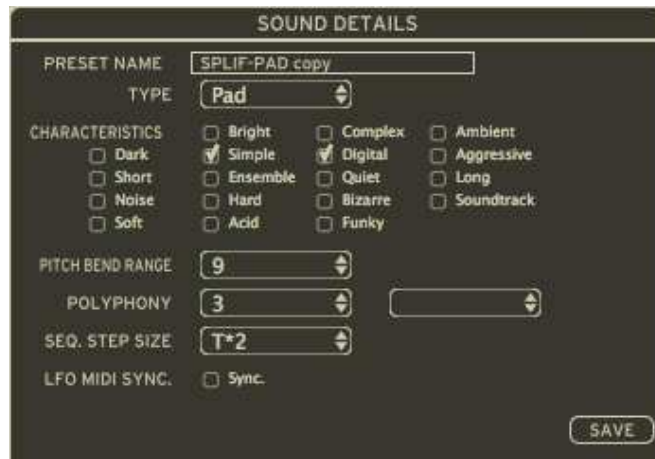 SOUND DETAILS
PRESET NAME SPLIF-PAD copy
TYPE Pad
CHARACTERISTICS Bright Complex Ambient
Dark Simple Digital Aggressive
Short Ensemble Quiet Long
Noise Hard Bizarre Soundtrack
Soft Acid Funky
PITCH BEND RANGE 9
POLYPHONY 3
SEQ. STEP SIZE T*2
LFO MIDI SYNC. Sync.
SAVE